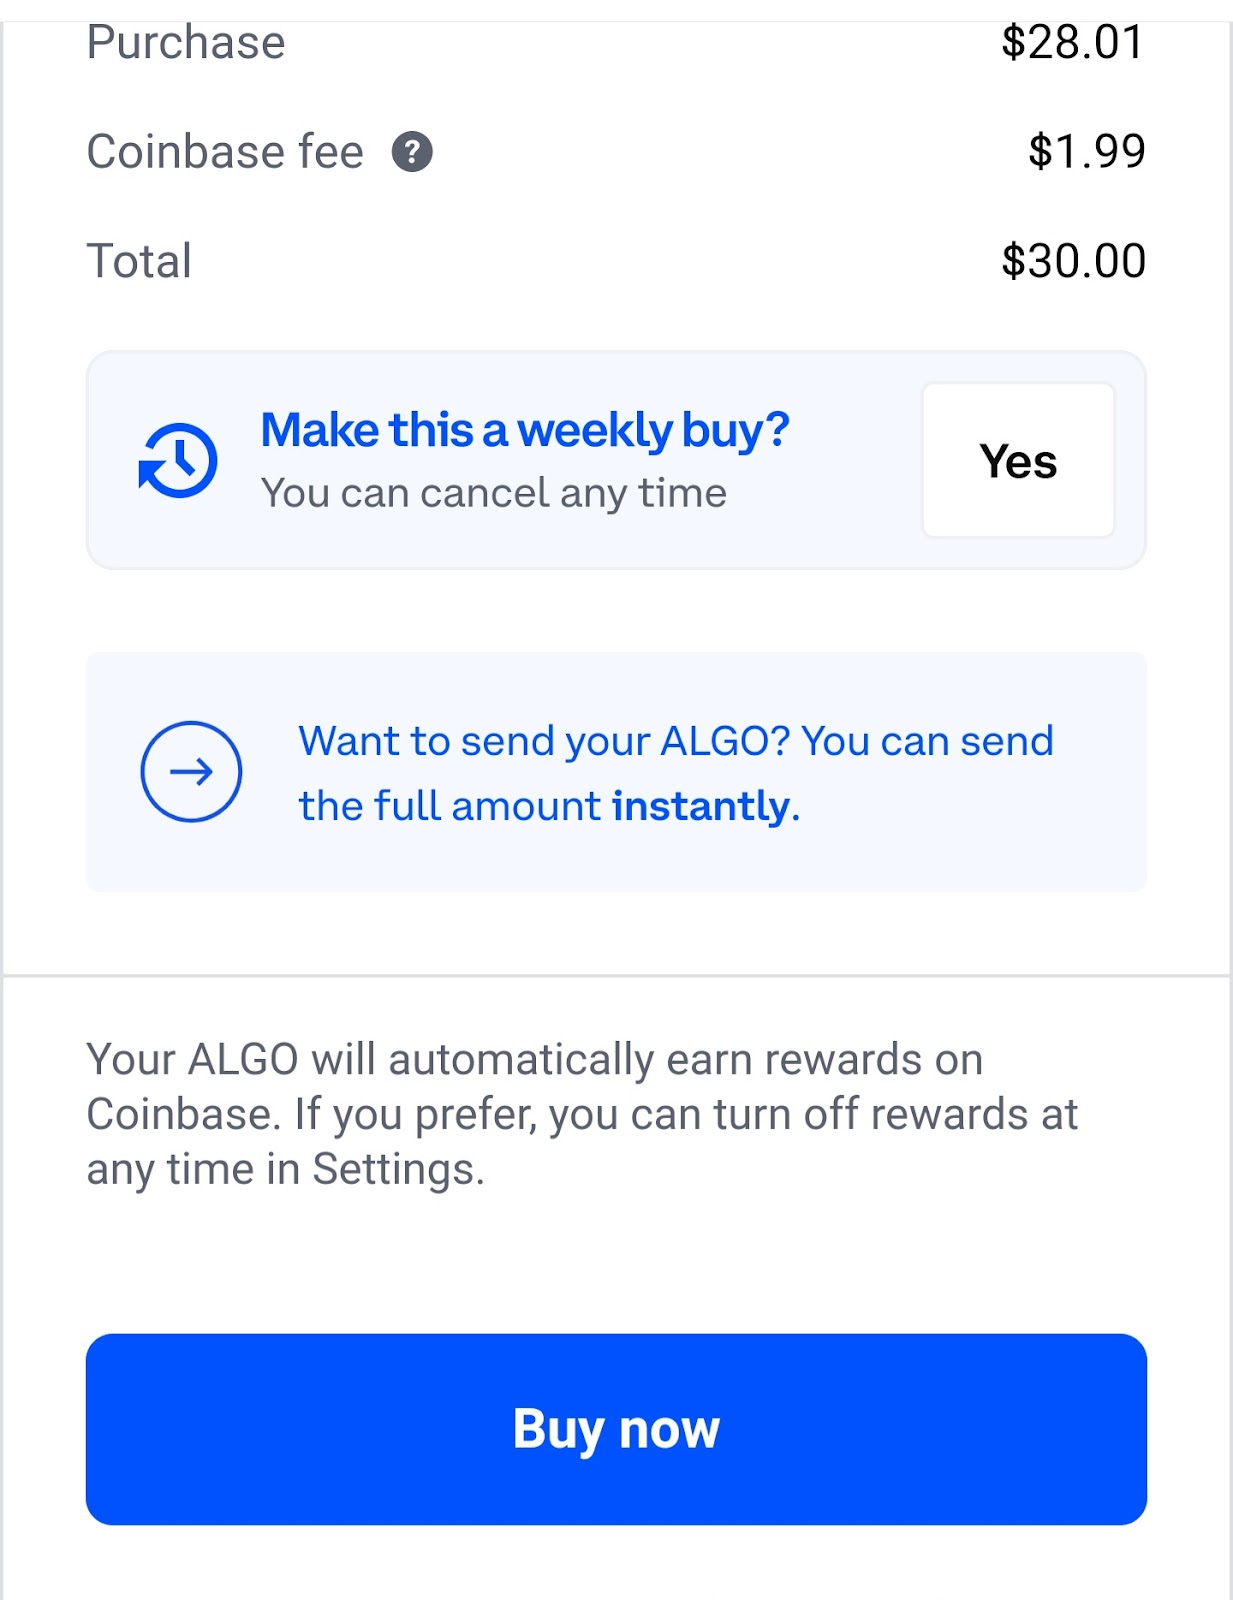 Purchase $28.01
Coinbase fee ? $1.99
Total $30.00
Make this a weekly buy?
You can cancel any time
Yes
Want to send your ALGO? You can send
the full amount instantly.
Your ALGO will automatically earn rewards on
Coinbase. If you prefer, you can turn off rewards at
any time in Settings.
Buy now